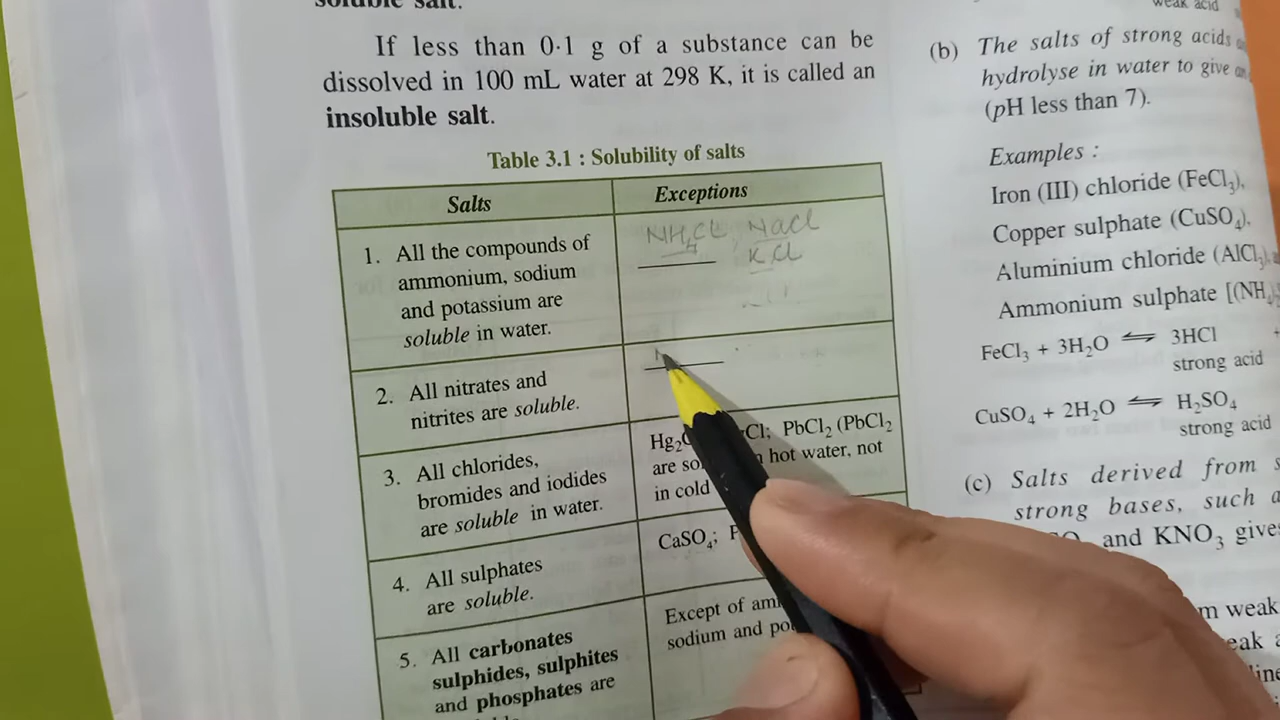 soluble salt.
If less than 0·1 g of a substance can be
dissolved in 100 mL water at 298 K, it is called an
insoluble salt.
Table 3.1 : Solubility of salts
Salts
Exceptions
1. All the compounds of
ammonium, sodium
and potassium are
soluble in water.
NH₄Cl, NaCl
KCl
2. All nitrates and
nitrites are soluble.
3. All chlorides,
bromides and iodides
are soluble in water.
PbCl₂ (PbCl₂
are hot water, not
in cold
4. All sulphates
are soluble.
CaSO₄;
5. All carbonates
sulphides, sulphites
and phosphates are
Except of
sodium and
weak acid
(b) The salts of strong acids
hydrolyse in water to give
(pH less than 7).
Examples :
Iron (III) chloride (FeCl₃),
Copper sulphate (CuSO₄),
Aluminium chloride (AlCl₃),
Ammonium sulphate [(NH₄
FeCl₃ + 3H₂O ⇌ 3HCl +
strong acid
CuSO₄ + 2H₂O ⇌ H₂SO₄
strong acid
(c) Salts derived from
strong bases, such
and KNO₃ give
weak